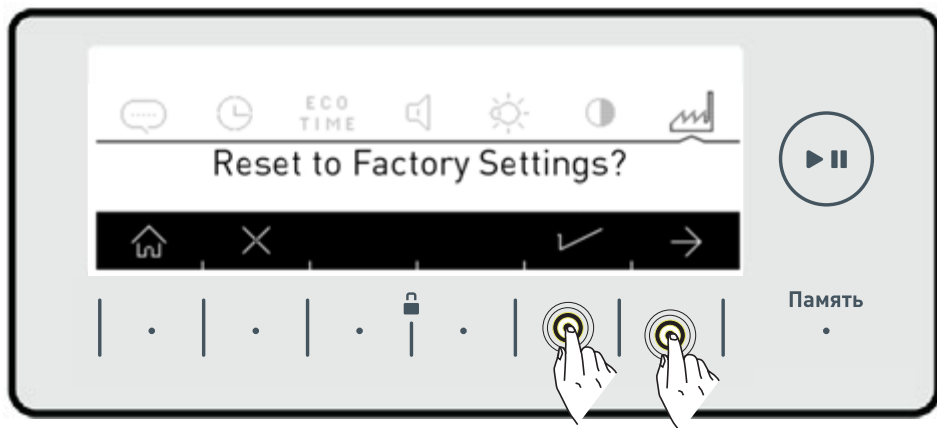 ECO
TIME
Reset to Factory Settings?
Память